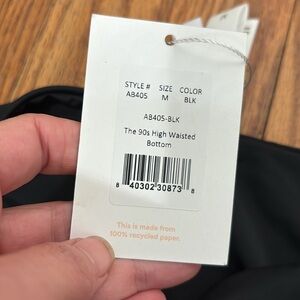 STYLE # SIZE COLOR
AB405 M BLK
AB405-BLK
The 90s High Waisted
Bottom
8 40302 30873 8
This is made from
100% recycled paper.